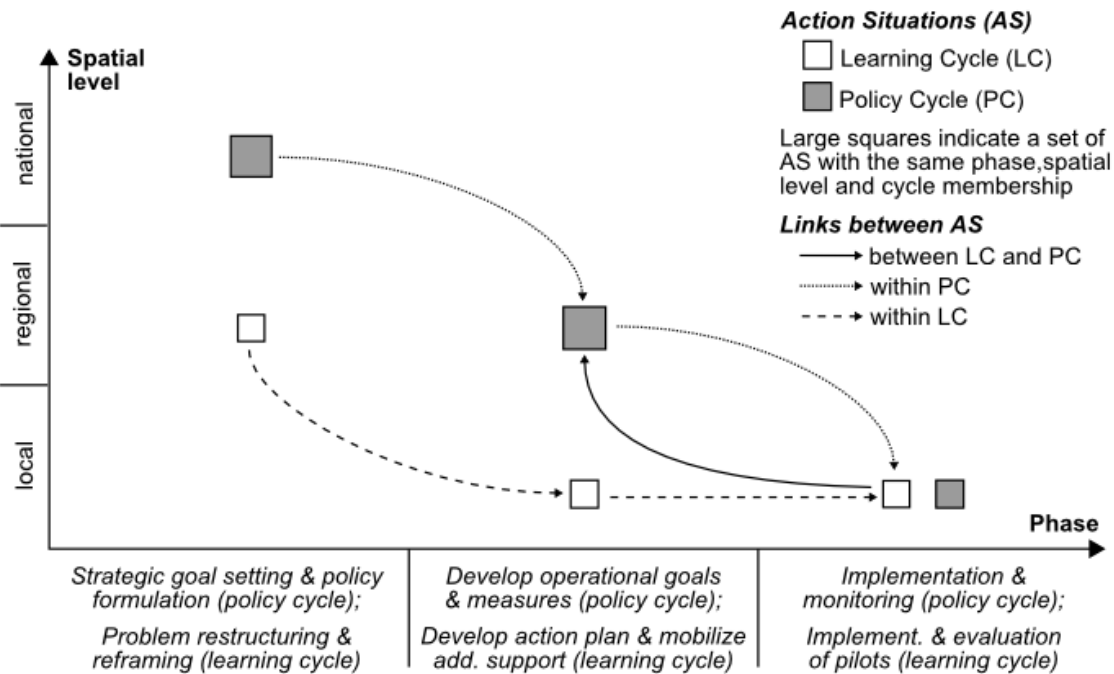 Spatial
level
national
regional
local
Action Situations (AS)
Learning Cycle (LC)
Policy Cycle (PC)
Large squares indicate a set of
AS with the same phase,spatial
level and cycle membership
Links between AS
between LC and PC
within PC
within LC
Phase
Strategic goal setting & policy
formulation (policy cycle);
Problem restructuring &
reframing (learning cycle)
Develop operational goals
& measures (policy cycle);
Develop action plan & mobilize
add. support (learning cycle)
Implementation &
monitoring (policy cycle);
Implement. & evaluation
of pilots (learning cycle)